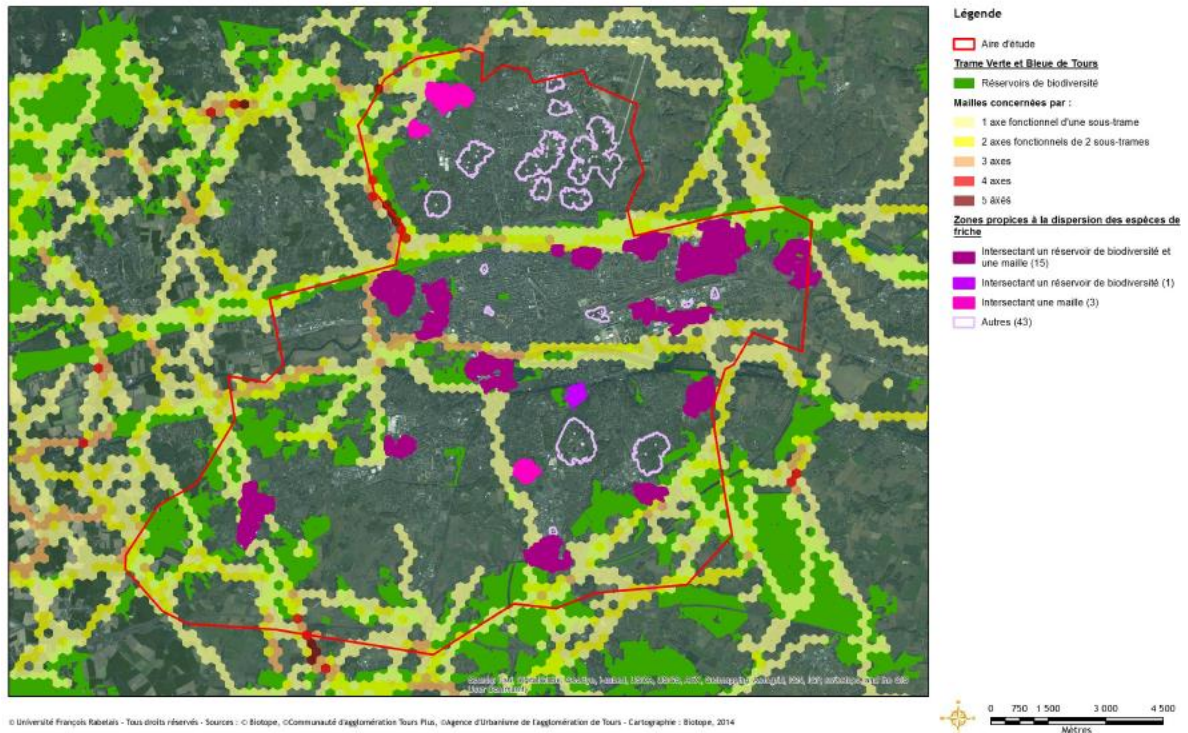 Légende
Aire d'étude
Trame Verte et Bleue de Tours
Réservoirs de biodiversité
Mailles concernées par :
1 axe fonctionnel d'une sous-trame
2 axes fonctionnels de 2 sous-trames
3 axes
4 axes
5 axes
Zones propices à la dispersion des espèces de
friche
Intersectant un réservoir de biodiversité et
une maille (15)
Intersectant un réservoir de biodiversité (1)
Intersectant une maille (3)
Autres (43)
User Community
© Université François Rabelais - Tous droits réservés - Sources : © Biotope, ©Communauté d'agglomération Tours Plus, ©Agence d'Urbanisme de l'agglomération de Tours - Cartographie : Biotope, 2014
0 750 1 500 3 000 4 500
Mètres